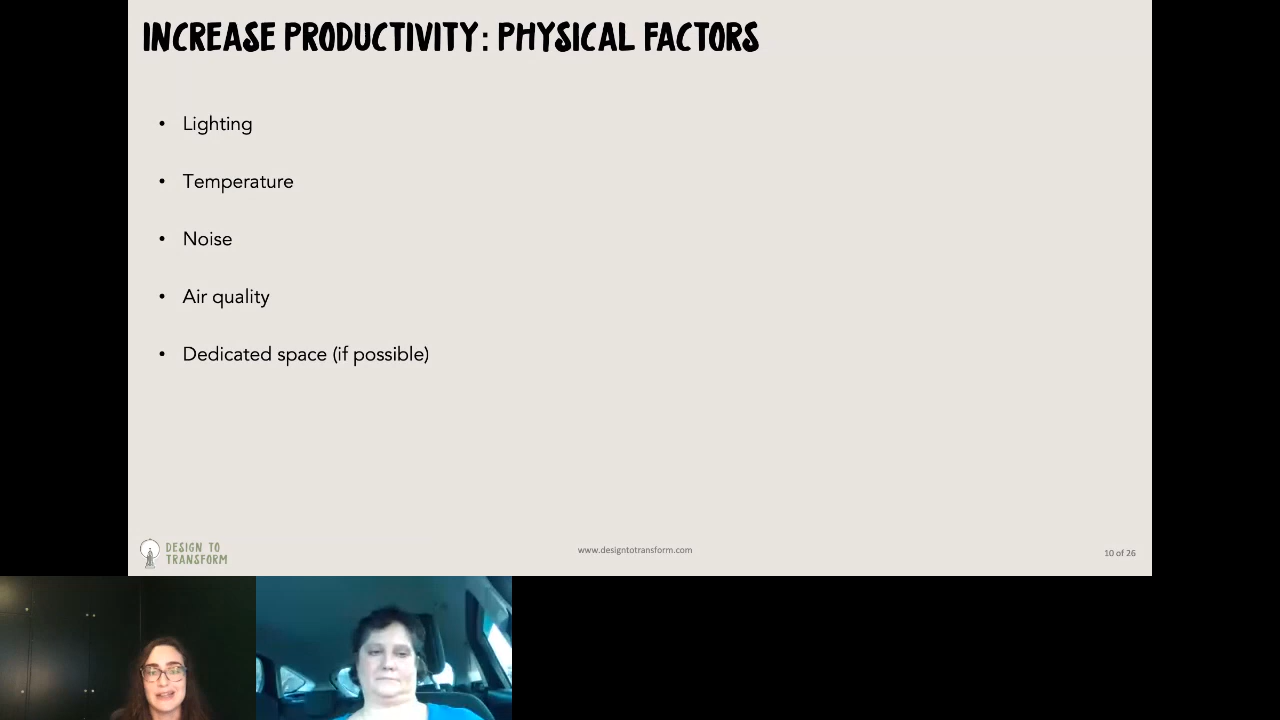 INCREASE PRODUCTIVITY: PHYSICAL FACTORS
• Lighting
• Temperature
• Noise
• Air quality
• Dedicated space (if possible)
DESIGN TO
TRANSFORM
www.designtotransform.com
10 of 26